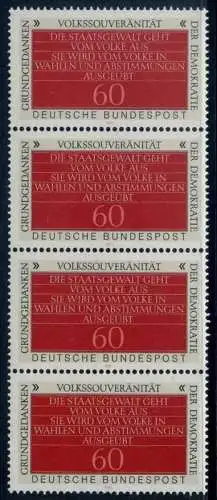 GRUNDGEDANKEN » VOLKSSOUVERÄNITÄT « DER DEMOKRATIE
DIE STAATSGEWALT GEHT
VOM VOLKE AUS
SIE WIRD VOM VOLKE IN
WAHLEN UND ABSTIMMUNGEN
AUSGEÜBT
60
DEUTSCHE BUNDESPOST
GRUNDGEDANKEN » VOLKSSOUVERÄNITÄT « DER DEMOKRATIE
DIE STAATSGEWALT GEHT
VOM VOLKE AUS
SIE WIRD VOM VOLKE IN
WAHLEN UND ABSTIMMUNGEN
AUSGEÜBT
60
DEUTSCHE BUNDESPOST
GRUNDGEDANKEN » VOLKSSOUVERÄNITÄT « DER DEMOKRATIE
DIE STAATSGEWALT GEHT
VOM VOLKE AUS
SIE WIRD VOM VOLKE IN
WAHLEN UND ABSTIMMUNGEN
AUSGEÜBT
60
DEUTSCHE BUNDESPOST
GRUNDGEDANKEN » VOLKSSOUVERÄNITÄT « DER DEMOKRATIE
DIE STAATSGEWALT GEHT
VOM VOLKE AUS
SIE WIRD VOM VOLKE IN
WAHLEN UND ABSTIMMUNGEN
AUSGEÜBT
60
DEUTSCHE BUNDESPOST